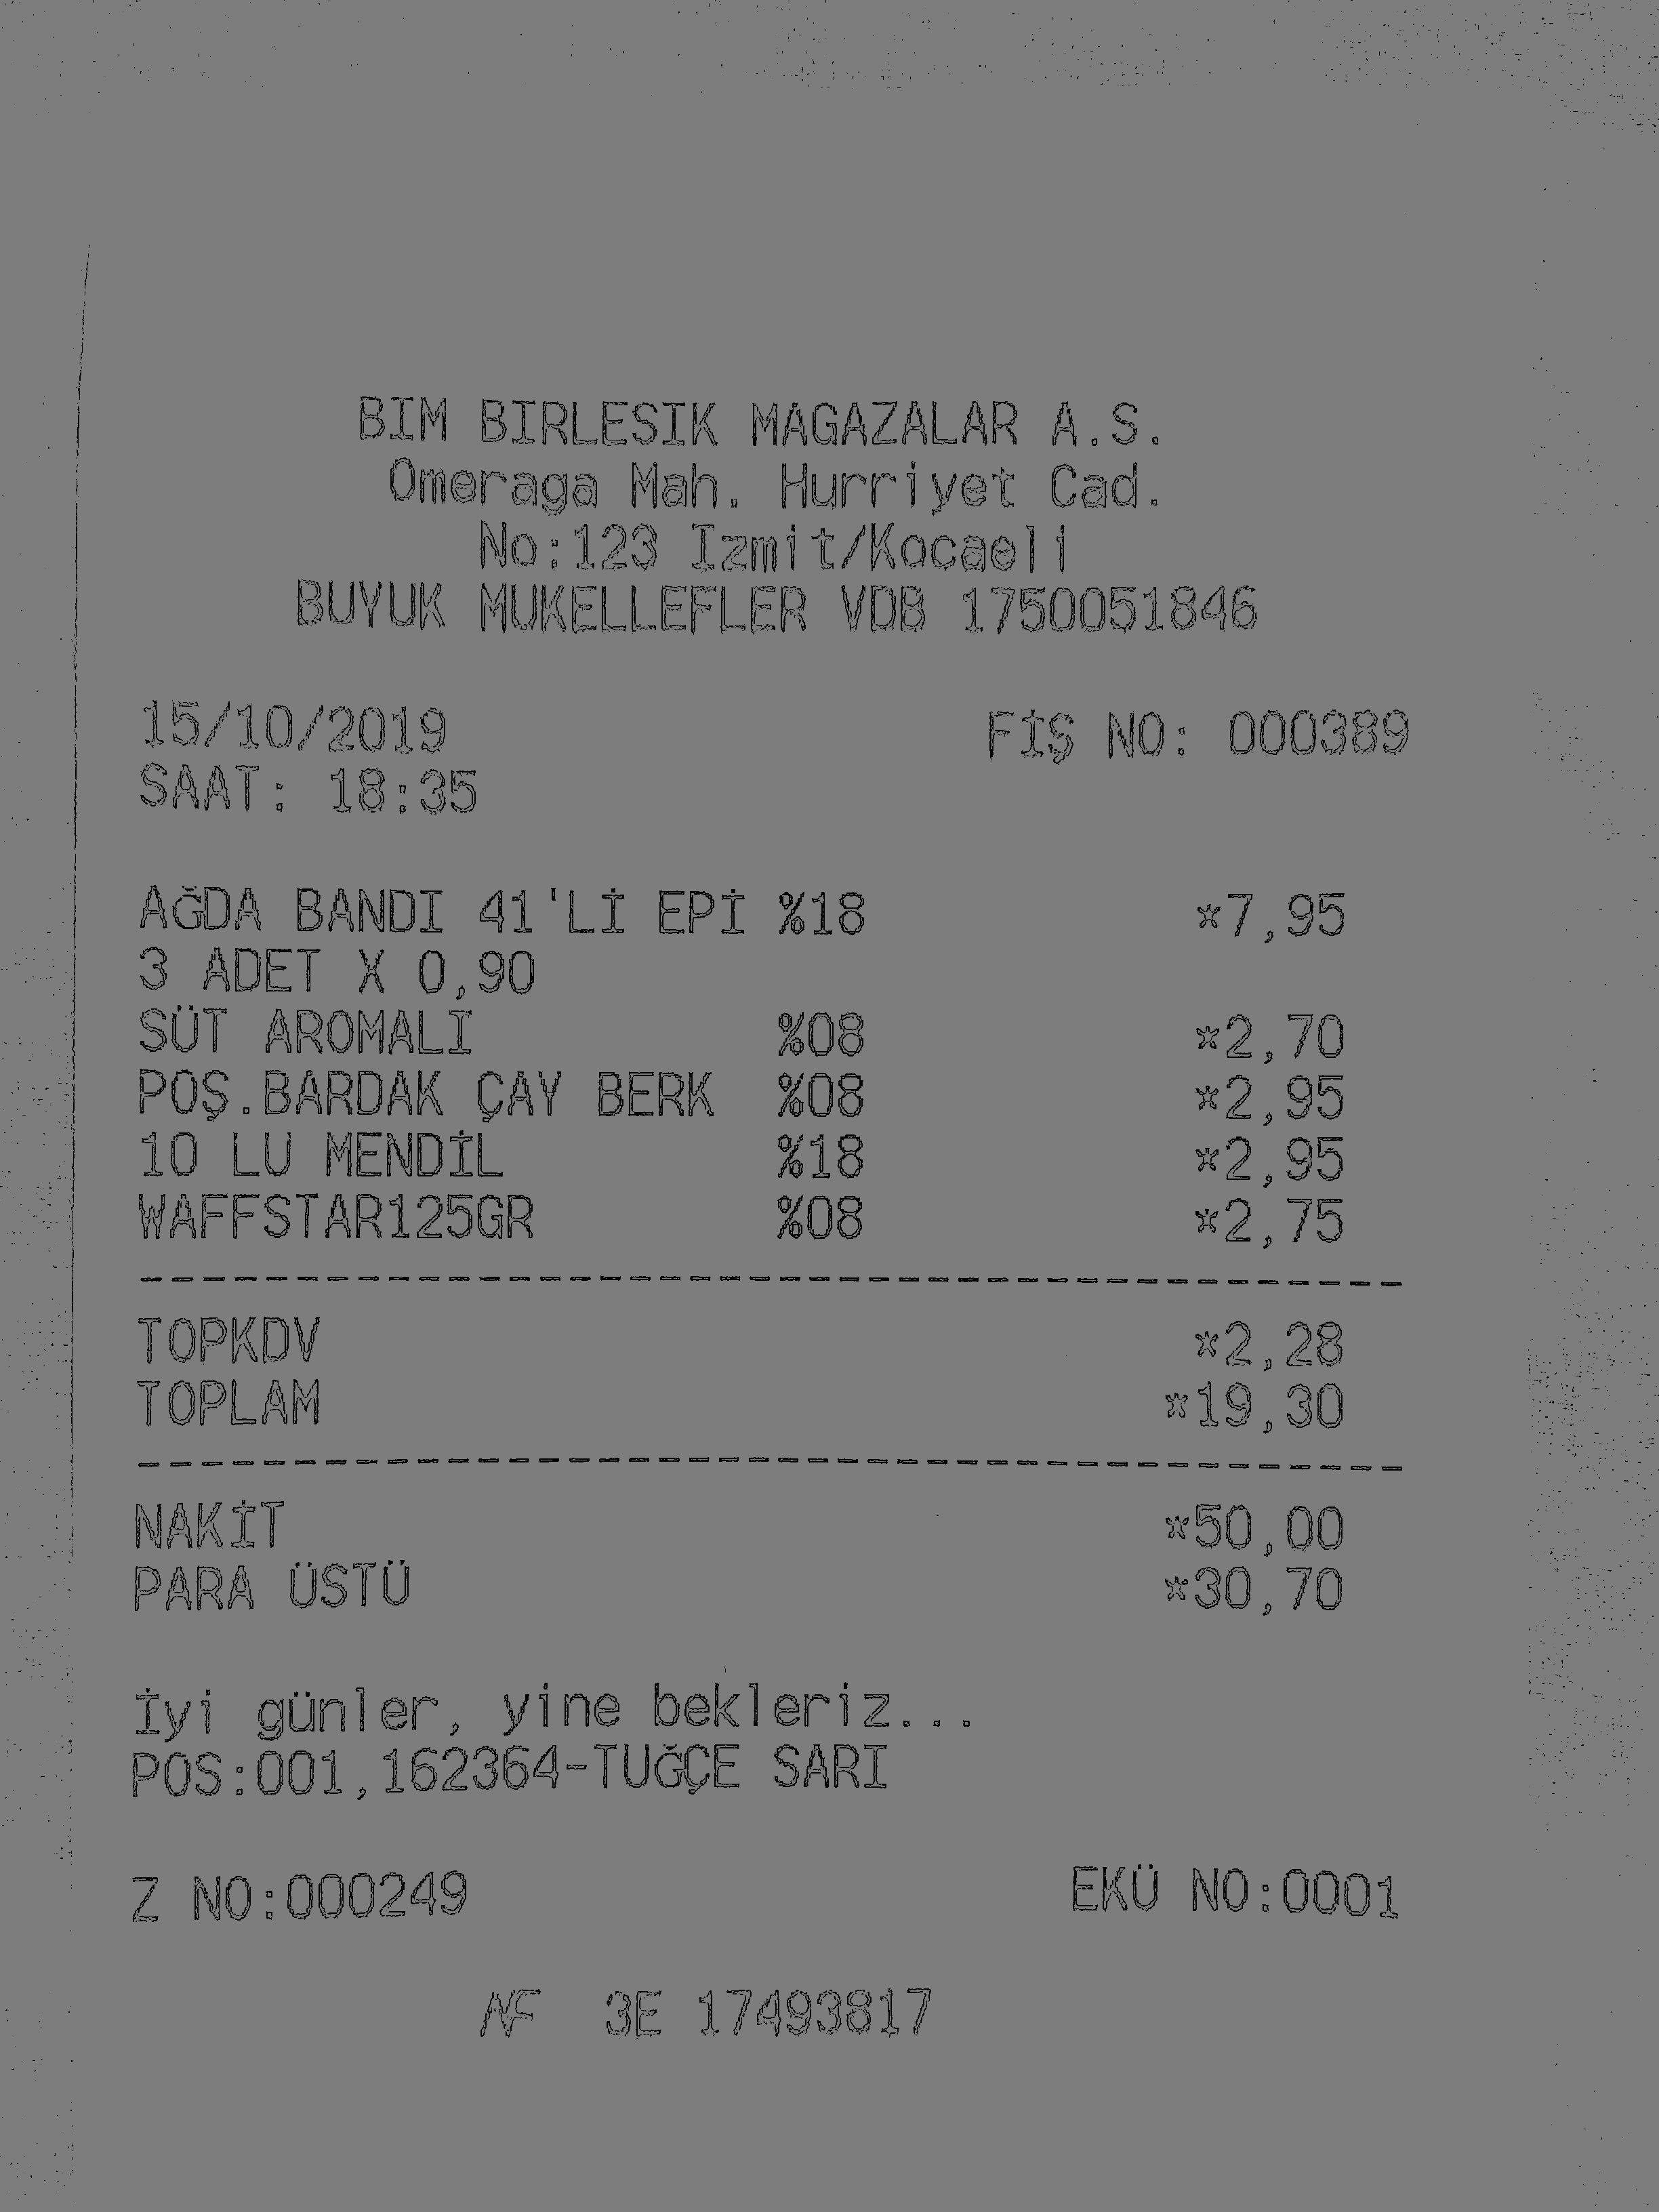 BIM BIRLESIK MAGAZALAR A.S.
Omeraga Mah. Hurriyet Cad.
No:123 Izmit/Kocaeli
BUYUK MUKELLEFLER VDB 1750051846
15/10/2019 FİŞ NO: 000389
SAAT: 18:35
AĞDA BANDI 41'Lİ EPİ %18 *7,95
3 ADET X 0,90
SÜT AROMALI %08 *2,70
POŞ.BARDAK ÇAY BERK %08 *2,95
10 LU MENDİL %18 *2,95
WAFFSTAR125GR %08 *2,75
TOPKDV *2,28
TOPLAM *19,30
NAKİT *50,00
PARA ÜSTÜ *30,70
İyi günler, yine bekleriz...
POS:001,162364-TUĞÇE SARI
Z NO:000249 EKÜ NO:0001
MF 3E 17493817